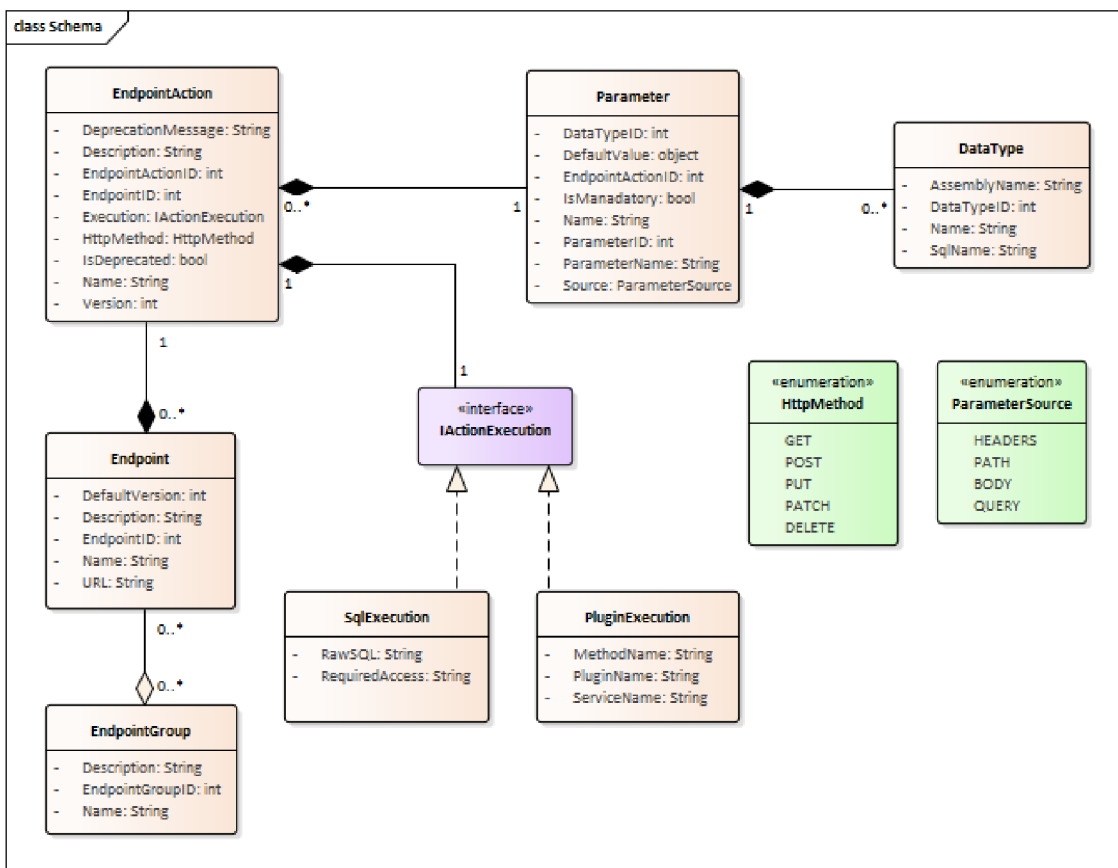 class Schema
EndpointAction
- DeprecationMessage: String
- Description: String
- EndpointActionID: int
- EndpointID: int
- Execution: IActionExecution
- HttpMethod: HttpMethod
- IsDeprecated: bool
- Name: String
- Version: int
Parameter
- DataTypeID: int
- DefaultValue: object
- EndpointActionID: int
- IsManadatory: bool
- Name: String
- ParameterID: int
- ParameterName: String
- Source: ParameterSource
DataType
- AssemblyName: String
- DataTypeID: int
- Name: String
- SqlName: String
0..*
1
1
0..*
1
1
1
0..*
«interface»
IActionExecution
«enumeration»
HttpMethod
GET
POST
PUT
PATCH
DELETE
«enumeration»
ParameterSource
HEADERS
PATH
BODY
QUERY
Endpoint
- DefaultVersion: int
- Description: String
- EndpointID: int
- Name: String
- URL: String
0..*
0..*
SqlExecution
- RawSQL: String
- RequiredAccess: String
PluginExecution
- MethodName: String
- PluginName: String
- ServiceName: String
EndpointGroup
- Description: String
- EndpointGroupID: int
- Name: String